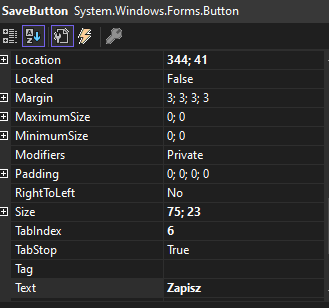 SaveButton System.Windows.Forms.Button
Location 344; 41
Locked False
Margin 3; 3; 3; 3
MaximumSize 0; 0
MinimumSize 0; 0
Modifiers Private
Padding 0; 0; 0; 0
RightToLeft No
Size 75; 23
TabIndex 6
TabStop True
Tag
Text Zapisz